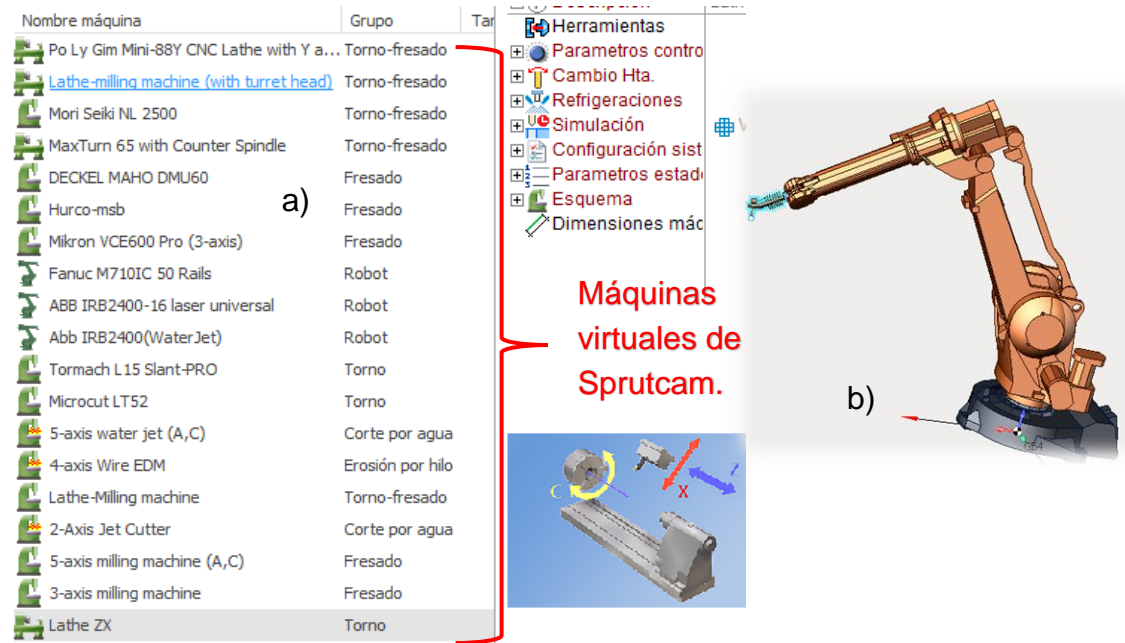 Nombre máquina Grupo Tar
Po Ly Gim Mini-88Y CNC Lathe with Y a... Torno-fresado
Lathe-milling machine (with turret head) Torno-fresado
Mori Seiki NL 2500 Torno-fresado
MaxTurn 65 with Counter Spindle Torno-fresado
DECKEL MAHO DMU60 Fresado
Hurco-msb Fresado
Mikron VCE600 Pro (3-axis) Fresado
Fanuc M710IC 50 Rails Robot
ABB IRB2400-16 laser universal Robot
Abb IRB2400(WaterJet) Robot
Tormach L15 Slant-PRO Torno
Microcut LT52 Torno
5-axis water jet (A,C) Corte por agua
4-axis Wire EDM Erosión por hilo
Lathe-Milling machine Torno-fresado
2-Axis Jet Cutter Corte por agua
5-axis milling machine (A,C) Fresado
3-axis milling machine Fresado
Lathe ZX Torno
a)
Herramientas
Parametros contro
Cambio Hta.
Refrigeraciones
Simulación
Configuración sist
Parametros estad
Esquema
Dimensiones mác
Máquinas
virtuales de
Sprutcam.
C
X
Z
b)
G54